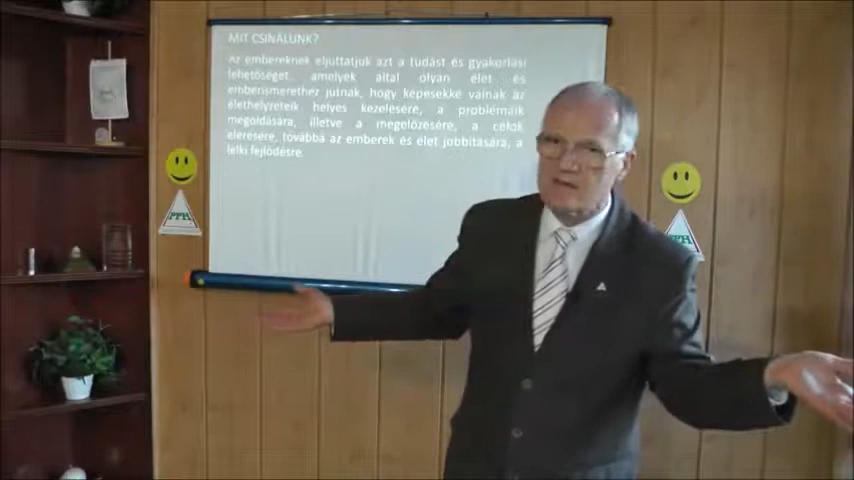 MIT CSINÁLUNK?
Az embereknek eljuttatjuk azt a tudást és gyakorlási
lehetőséget, amelyek által olyan élet és
emberismerethez jutnak, hogy képesekké válnak az
élethelyzeteik helyes kezelésére, a problémáik
megoldására, illetve a megelőzésére, a célok
elérésére, továbbá az emberek és élet jobbítására, a
lelki fejlődésre.
PPH
PPH